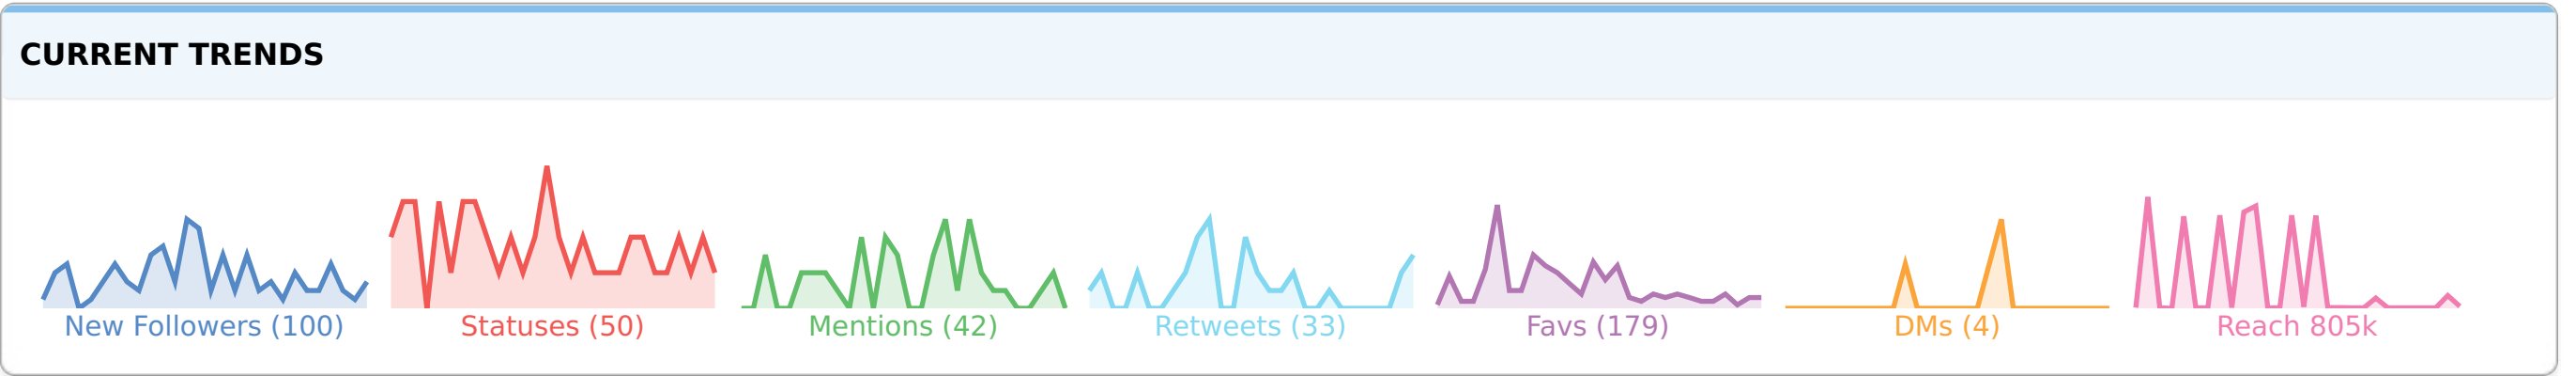 CURRENT TRENDS
New Followers (100)
Statuses (50)
Mentions (42)
Retweets (33)
Favs (179)
DMs (4)
Reach 805k